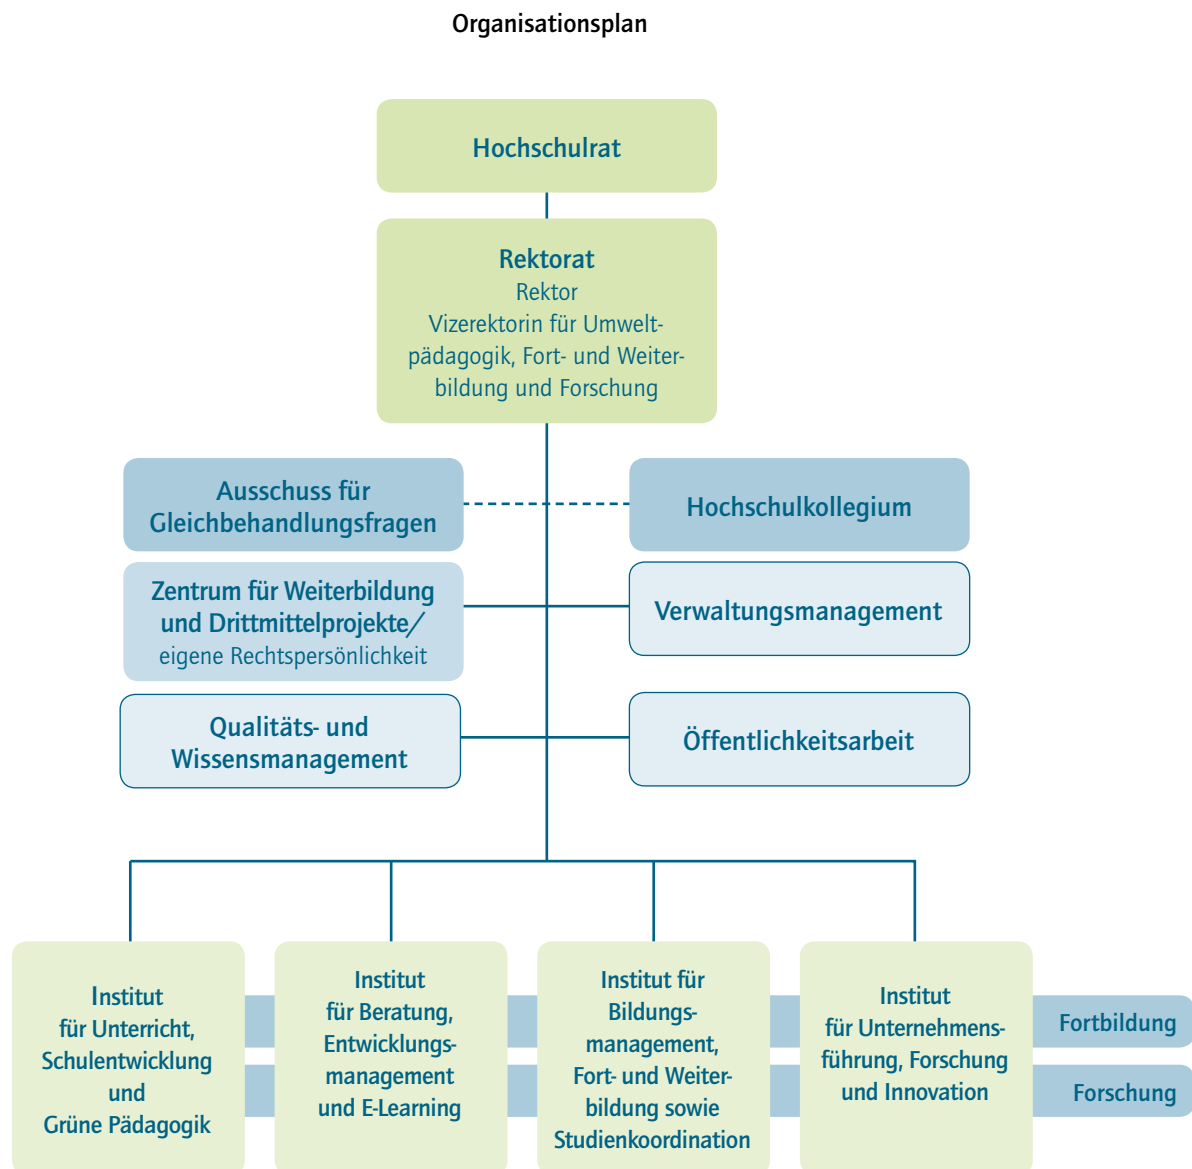 Organisationsplan
Hochschulrat
Rektorat
Rektor
Vizerektorin für Umwelt-
pädagogik, Fort- und Weiter-
bildung und Forschung
Ausschuss für
Gleichbehandlungsfragen
Hochschulkollegium
Zentrum für Weiterbildung
und Drittmittelprojekte/
eigene Rechtspersönlichkeit
Verwaltungsmanagement
Qualitäts- und
Wissensmanagement
Öffentlichkeitsarbeit
Institut
für Unterricht,
Schulentwicklung
und
Grüne Pädagogik
Institut
für Beratung,
Entwicklungs-
management
und E-Learning
Institut für
Bildungs-
management,
Fort- und Weiter-
bildung sowie
Studienkoordination
Institut
für Unternehmens-
führung, Forschung
und Innovation
Fortbildung
Forschung